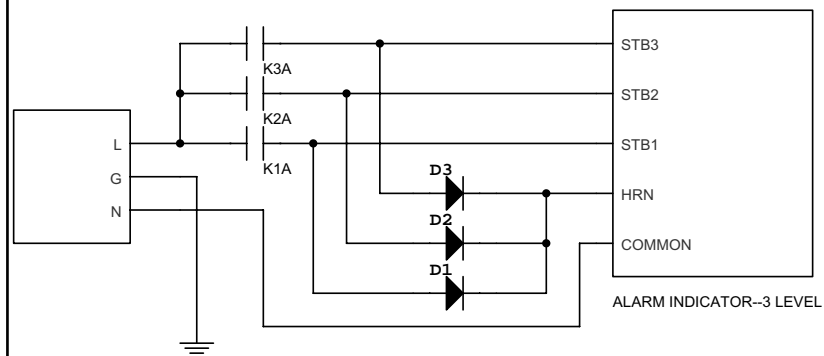 STB3
K3A
STB2
K2A
L
STB1
K1A
G
D3
HRN
N
D2
COMMON
D1
ALARM INDICATOR--3 LEVEL